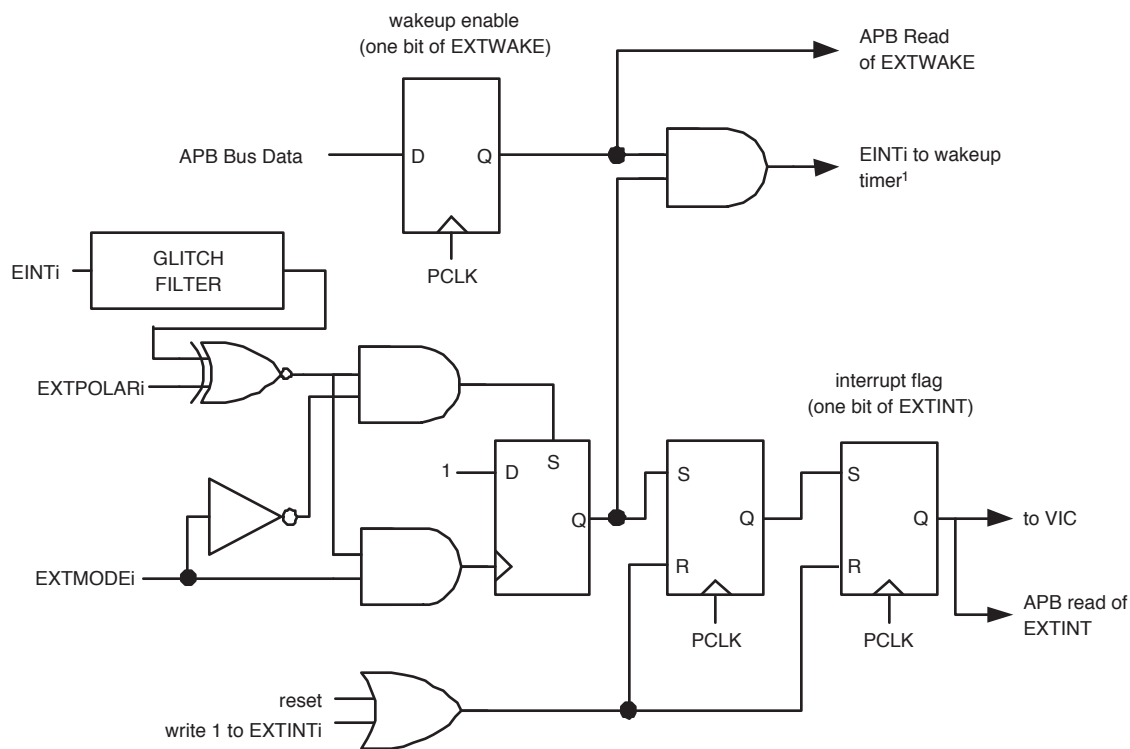 wakeup enable
(one bit of EXTWAKE)
APB Read
of EXTWAKE
APB Bus Data
D
Q
EINTi to wakeup
timer¹
PCLK
EINTi
GLITCH
FILTER
EXTPOLARi
interrupt flag
(one bit of EXTINT)
1
D
S
Q
S
Q
R
PCLK
S
Q
R
PCLK
to VIC
EXTMODEi
APB read of
EXTINT
reset
write 1 to EXTINTi